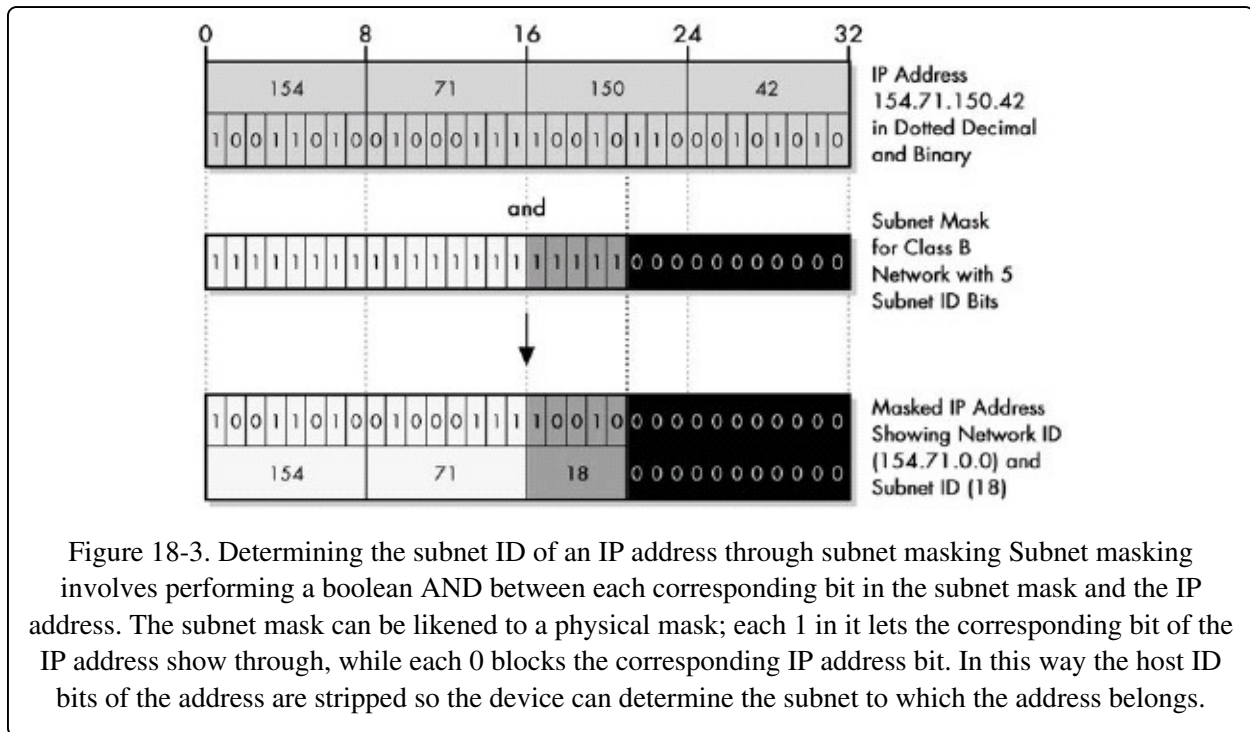 0 8 16 24 32
154 71 150 42
1 0 0 1 1 0 1 0 0 1 0 0 0 1 1 1 1 0 0 1 0 1 1 0 0 0 1 0 1 0 1 0
IP Address
154.71.150.42
in Dotted Decimal
and Binary
and
1 1 1 1 1 1 1 1 1 1 1 1 1 1 1 1 1 1 1 1 1 0 0 0 0 0 0 0 0 0 0 0
Subnet Mask
for Class B
Network with 5
Subnet ID Bits
1 0 0 1 1 0 1 0 0 1 0 0 0 1 1 1 1 0 0 1 0 0 0 0 0 0 0 0 0 0 0 0
154 71 18 0 0 0 0 0 0 0 0 0 0 0
Masked IP Address
Showing Network ID
(154.71.0.0) and
Subnet ID (18)
Figure 18-3. Determining the subnet ID of an IP address through subnet masking Subnet masking
involves performing a boolean AND between each corresponding bit in the subnet mask and the IP
address. The subnet mask can be likened to a physical mask; each 1 in it lets the corresponding bit of the
IP address show through, while each 0 blocks the corresponding IP address bit. In this way the host ID
bits of the address are stripped so the device can determine the subnet to which the address belongs.